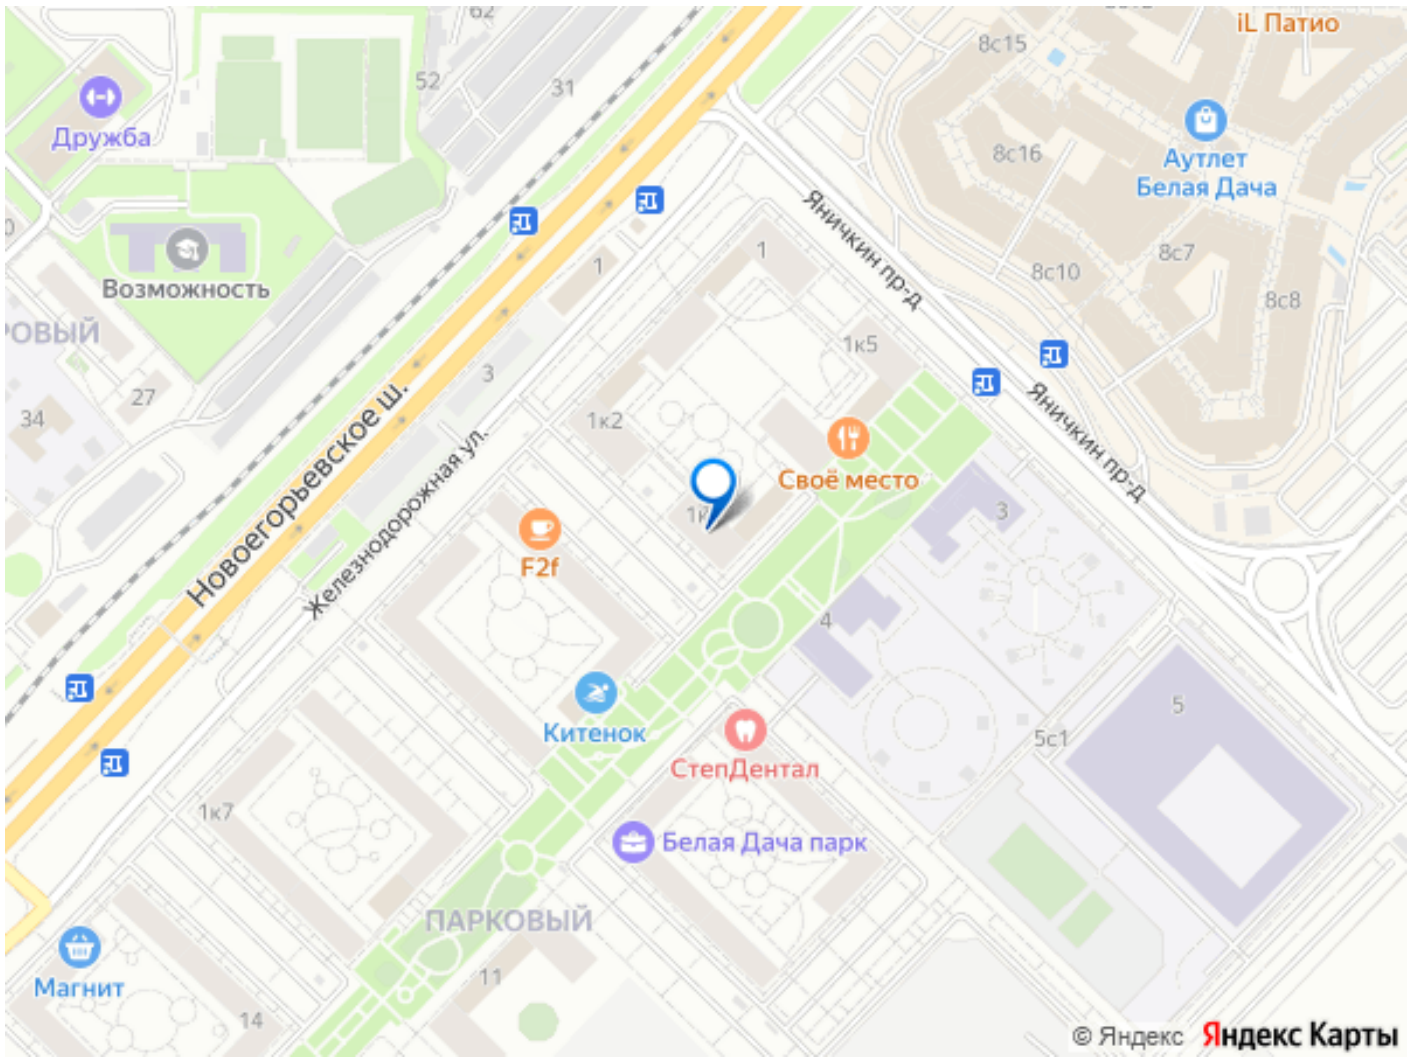 62
8с15
iL Патио
52
31
Дружба
8с16
Аутлет
Белая Дача
Яничкин пр-д
1
1
8с7
8с10
8с8
Возможность
РОВЫЙ
3
1к5
27
34
1к2
Новоегорьевское ш.
Железнодорожная ул.
Яничкин пр-д
Своё место
3
F2f
4
5
5с1
Китенок
СтепДентал
1к7
Белая Дача парк
ПАРКОВЫЙ
11
Магнит
14
© Яндекс Яндекс Карты